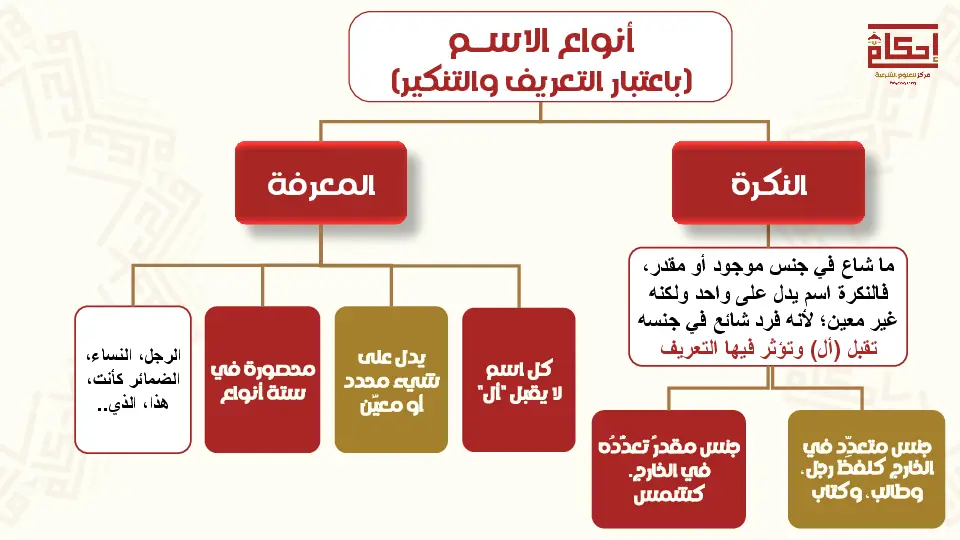 أنواع الاسم
(باعتبار التعريف والتنكير)
إحكام
مركز للعلوم الشرعية
النكرة
المعرفة
ما شاع في جنس موجود أو مقدر،
فالنكرة اسم يدل على واحد ولكنه
غير معين؛ لأنه فرد شائع في جنسه
تقبل (أل) وتؤثر فيها التعريف
جنس متعدِّد في
الخارج كلفظ رجل،
وطالب، وكتاب
جنس مقدرٌ تعدّدُه
في الخارج.
كشمس
كل اسم
لا يقبل "أل"
يدل على
شيء محدد
أو معيّن
محصورة في
ستة أنواع
الرجل، النساء،
الضمائر كأنت،
هذا، الذي..